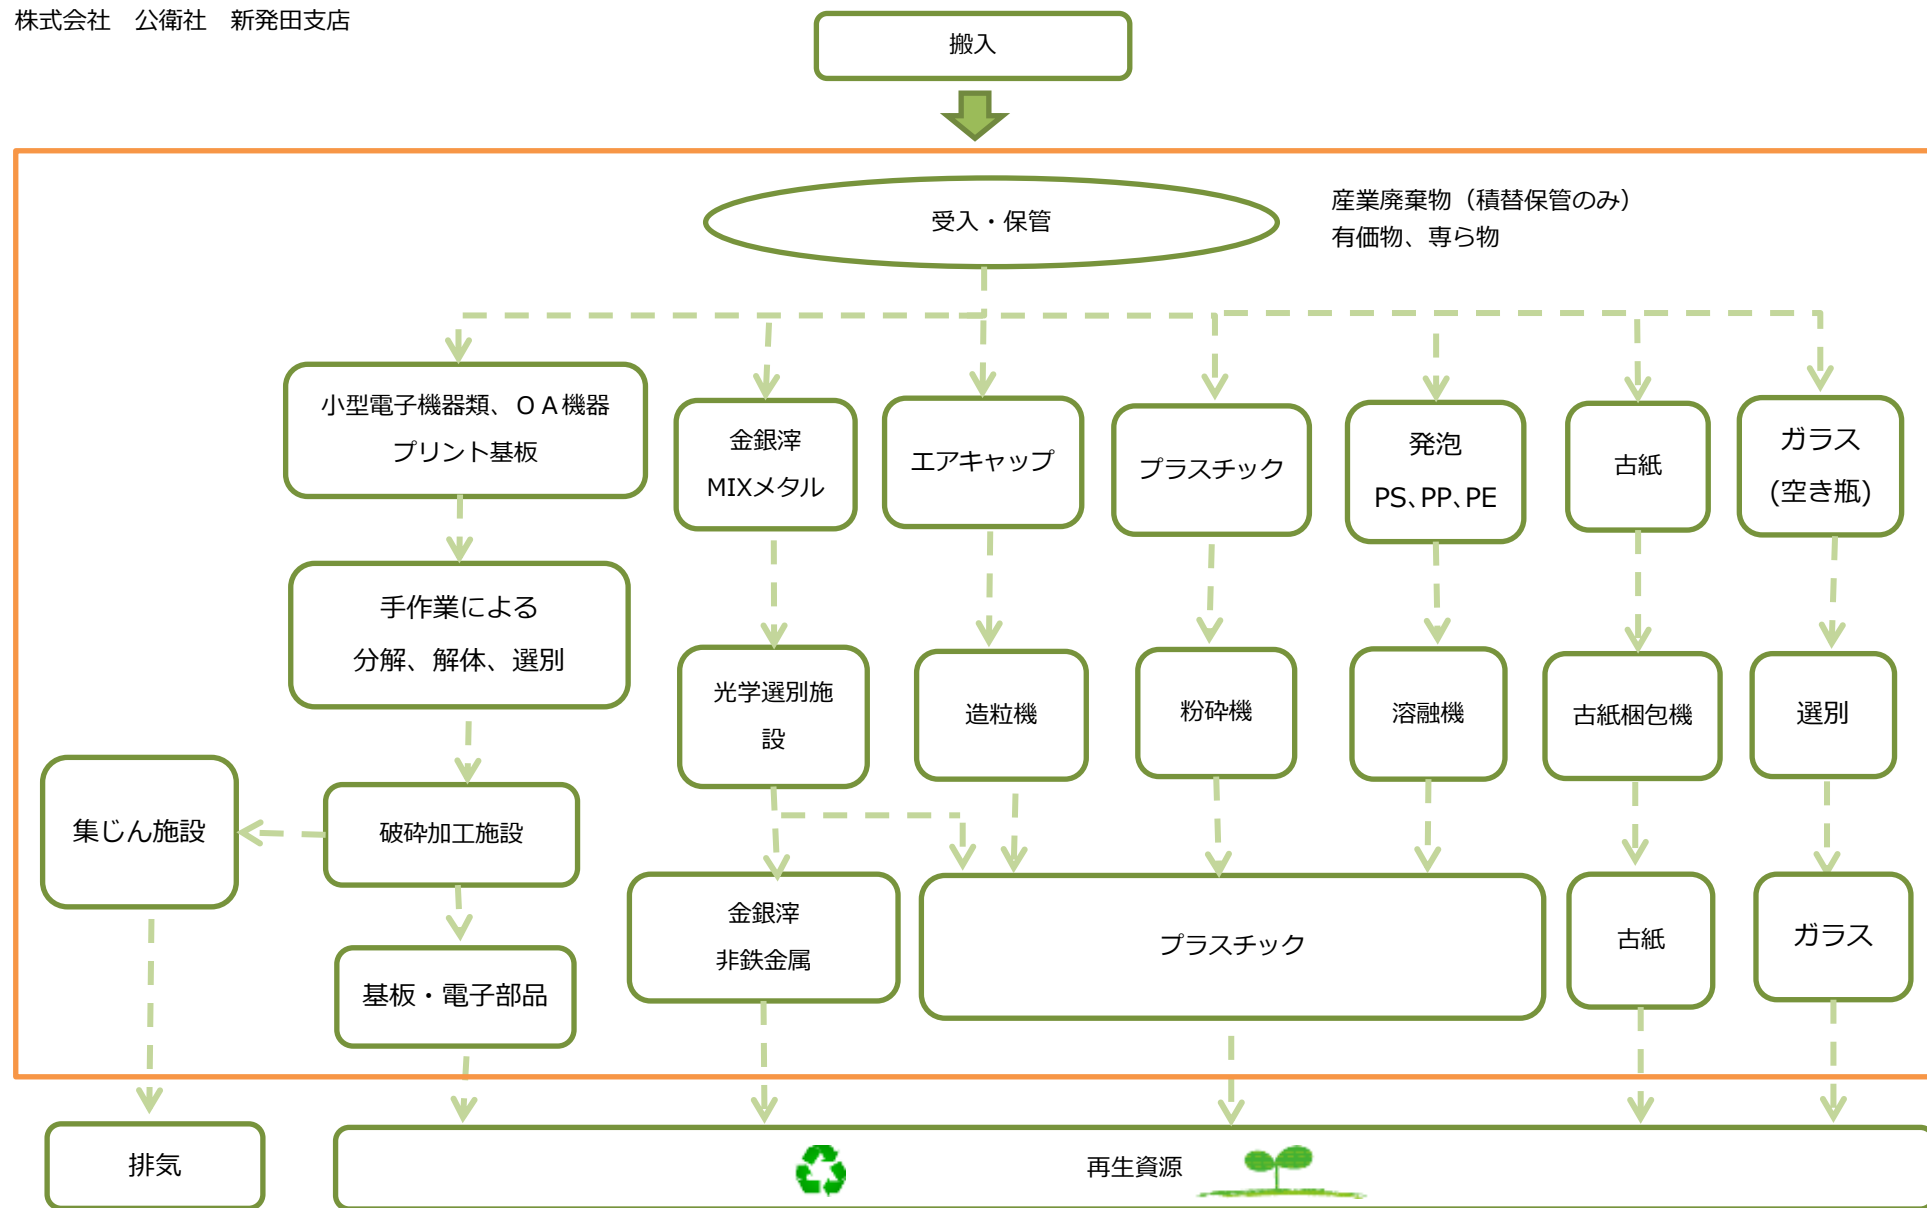 株式会社　公衛社　新発田支店
搬入
受入・保管
産業廃棄物（積替保管のみ）
有価物、専ら物
小型電子機器類、ＯＡ機器
プリント基板
金銀滓
MIXメタル
エアキャップ
プラスチック
発泡
PS、PP、PE
古紙
ガラス
(空き瓶)
手作業による
分解、解体、選別
光学選別施
設
造粒機
粉砕機
溶融機
古紙梱包機
選別
集じん施設
破砕加工施設
金銀滓
非鉄金属
プラスチック
古紙
ガラス
基板・電子部品
排気
再生資源